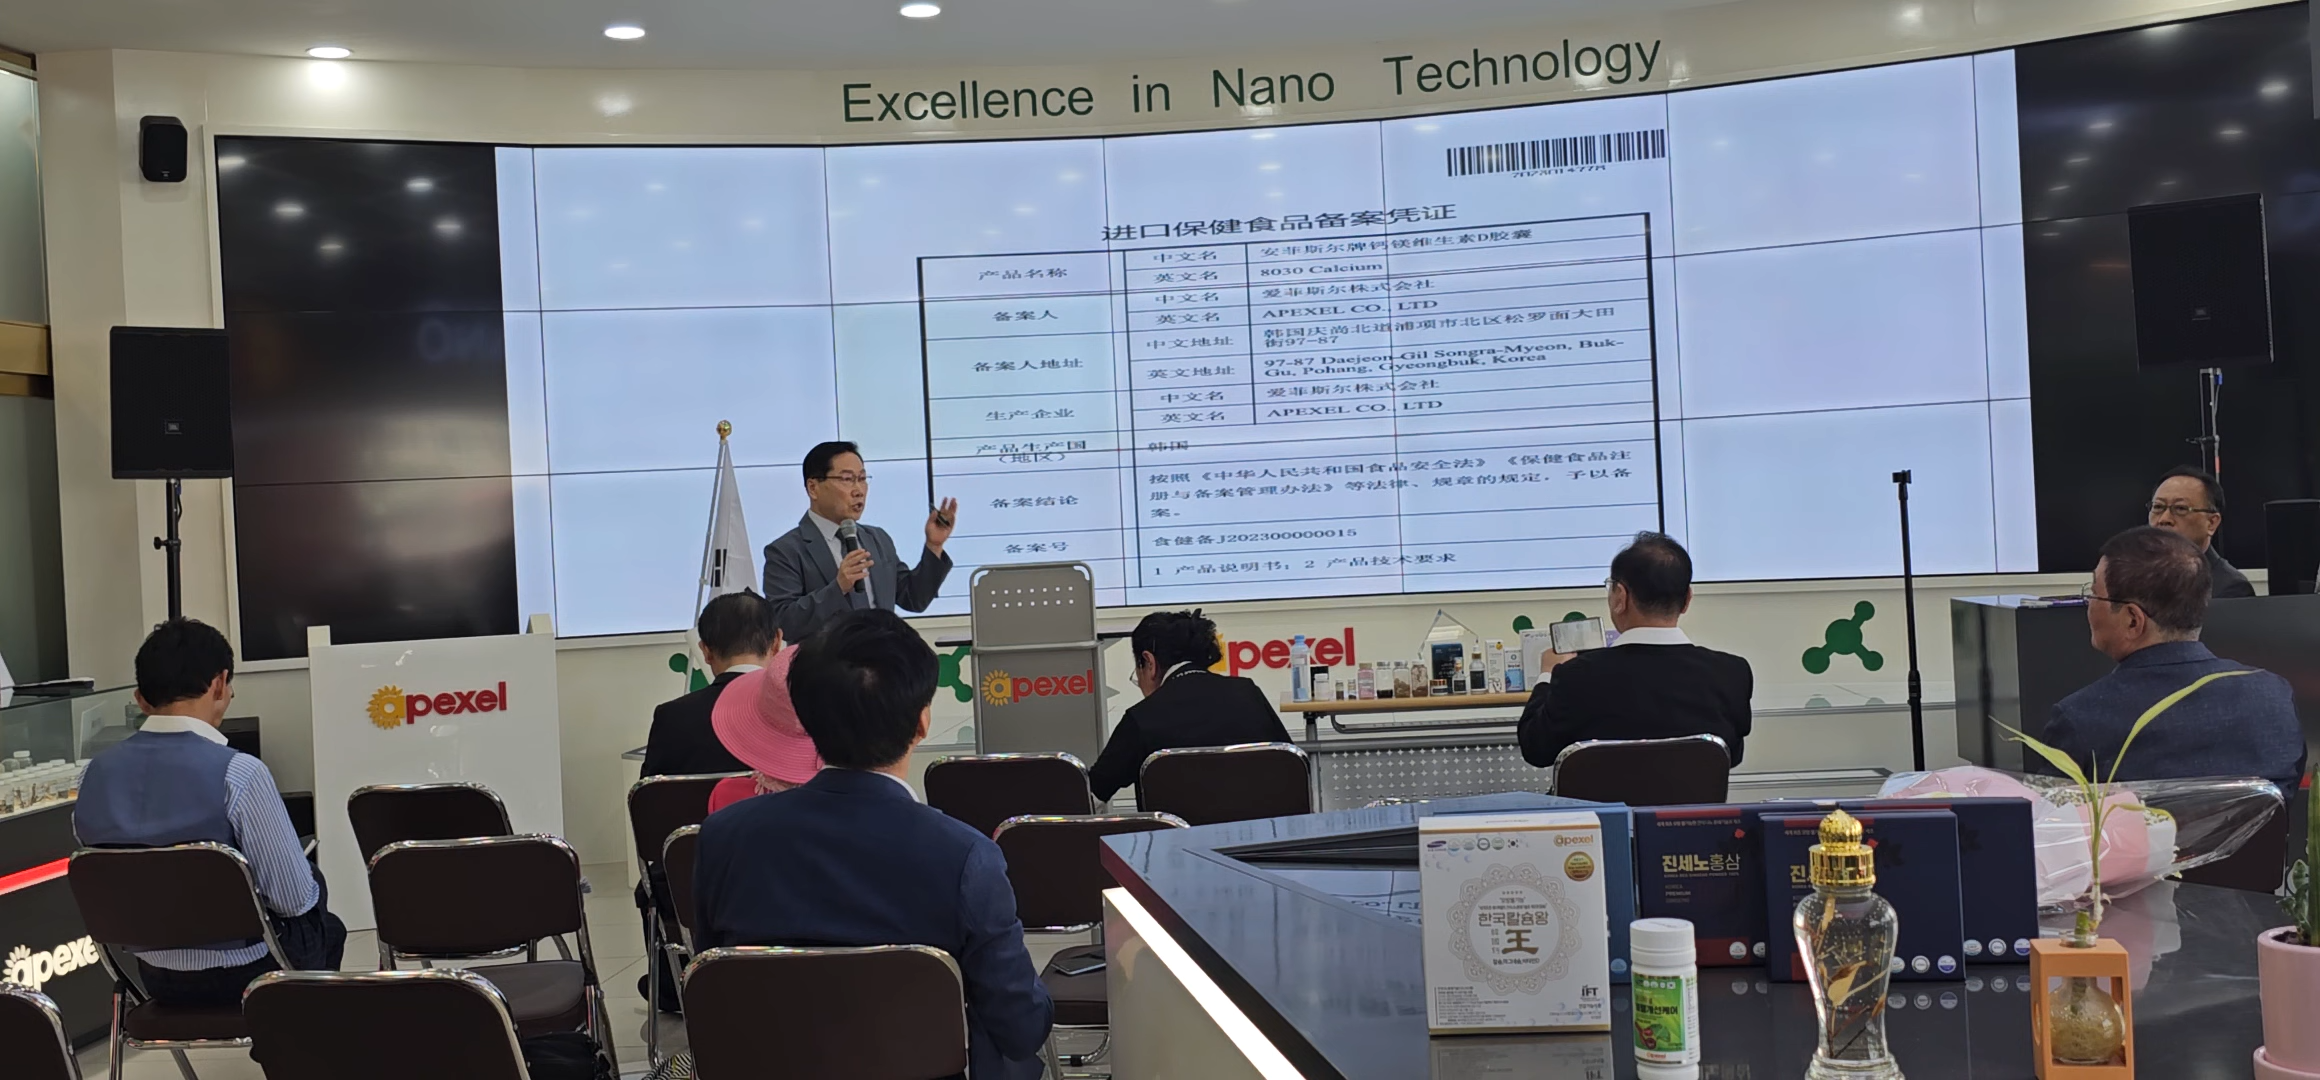 Excellence in Nano Technology
进口保健食品备案凭证
产品名称
中文名
安菲斯尔牌钙镁维生素D胶囊
英文名
8030 Calcium
备案人
中文名
爱菲斯尔株式会社
英文名
APEXEL CO., LTD
备案人地址
中文地址
韩国庆尚北道浦项市北区松罗面大田
街97-87
英文地址
97-87 Daejeon-Gil Songra-Myeon, Buk-
Gu, Pohang, Gyeongbuk, Korea
生产企业
中文名
爱菲斯尔株式会社
英文名
APEXEL CO., LTD
产品生产国
（地区）
韩国
备案结论
按照《中华人民共和国食品安全法》《保健食品注
册与备案管理办法》等法律、规章的规定，予以备
案。
备案号
食健备J202300000015
1 产品说明书；2 产品技术要求
apexel
apexel
apexel
apexe
apexel
한국칼슘왕
王
IFT
진세노홍삼
진세